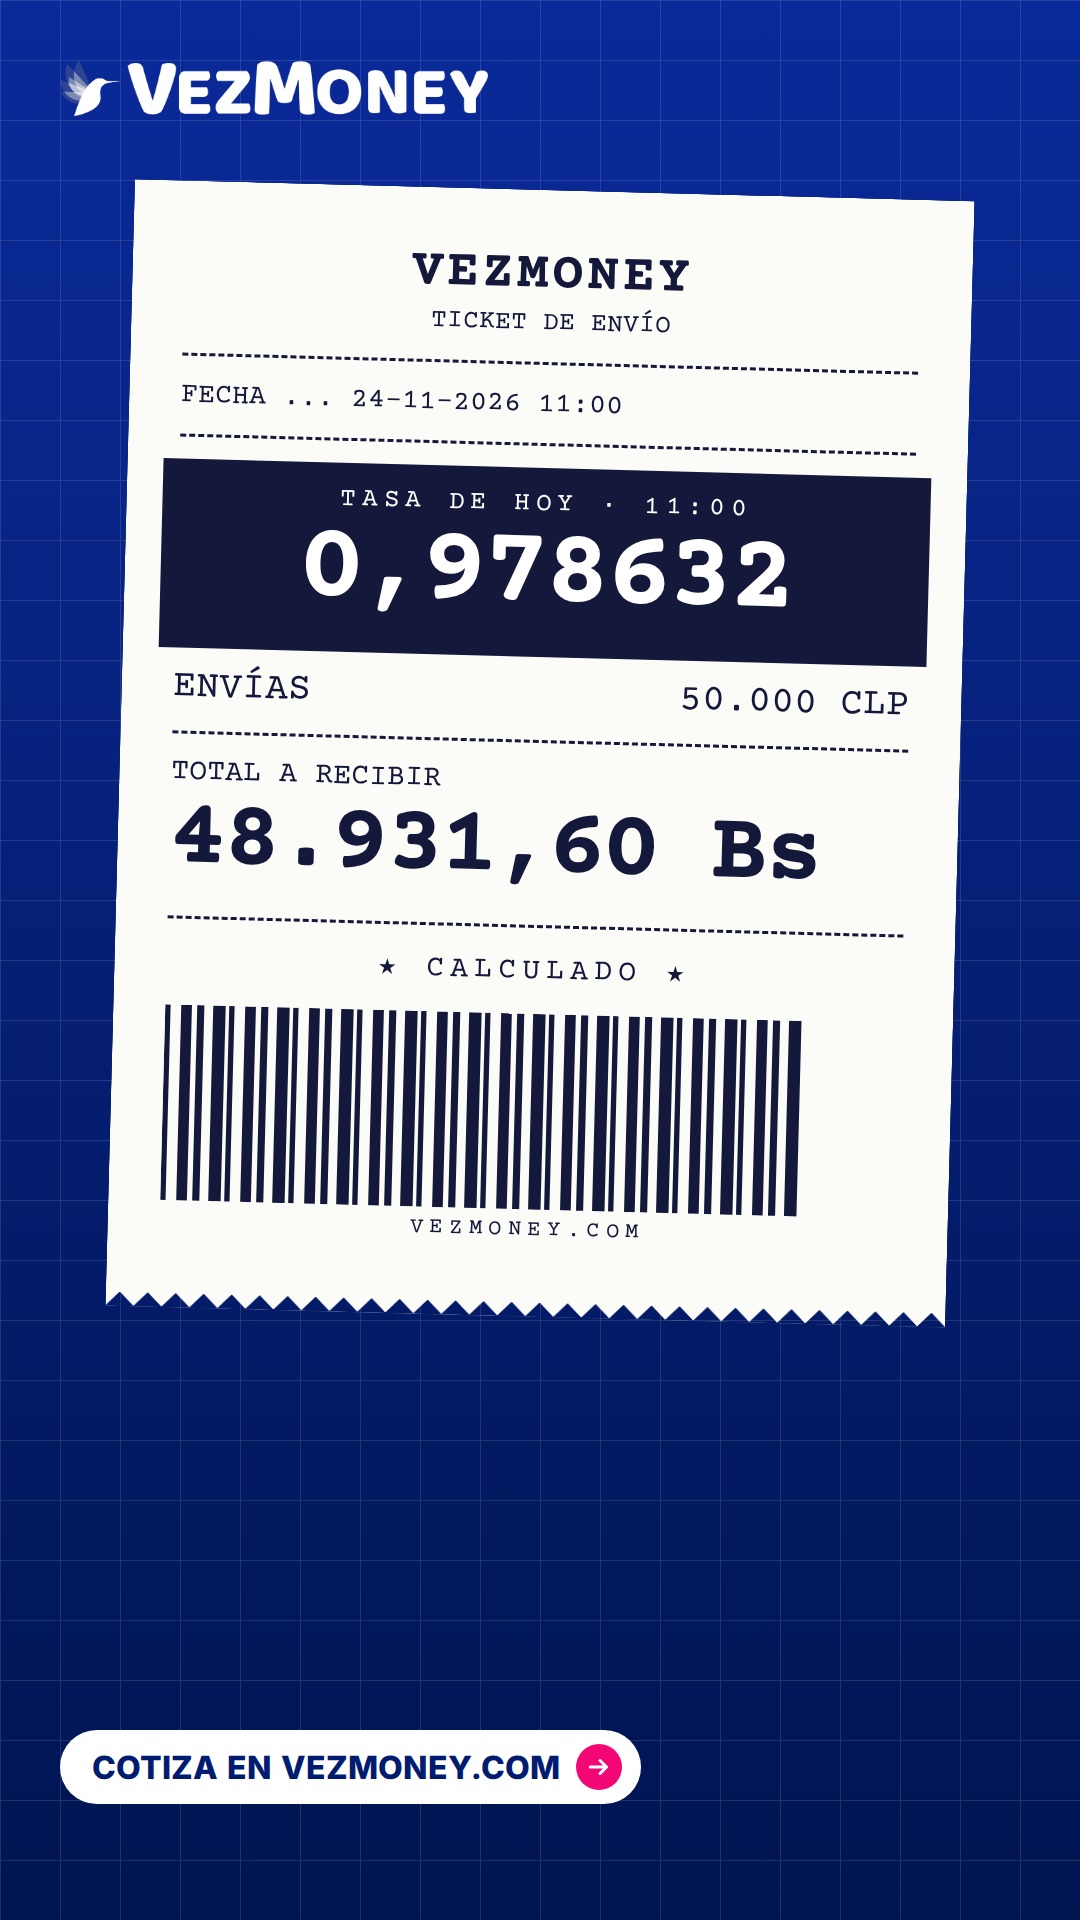 VEZMONEY
VEZMONEY
TICKET DE ENVÍO
FECHA ... 24-11-2026 11:00
TASA DE HOY · 11:00
0,978632
ENVÍAS 50.000 CLP
TOTAL A RECIBIR
48.931,60 Bs
★ CALCULADO ★
VEZMONEY.COM
COTIZA EN VEZMONEY.COM